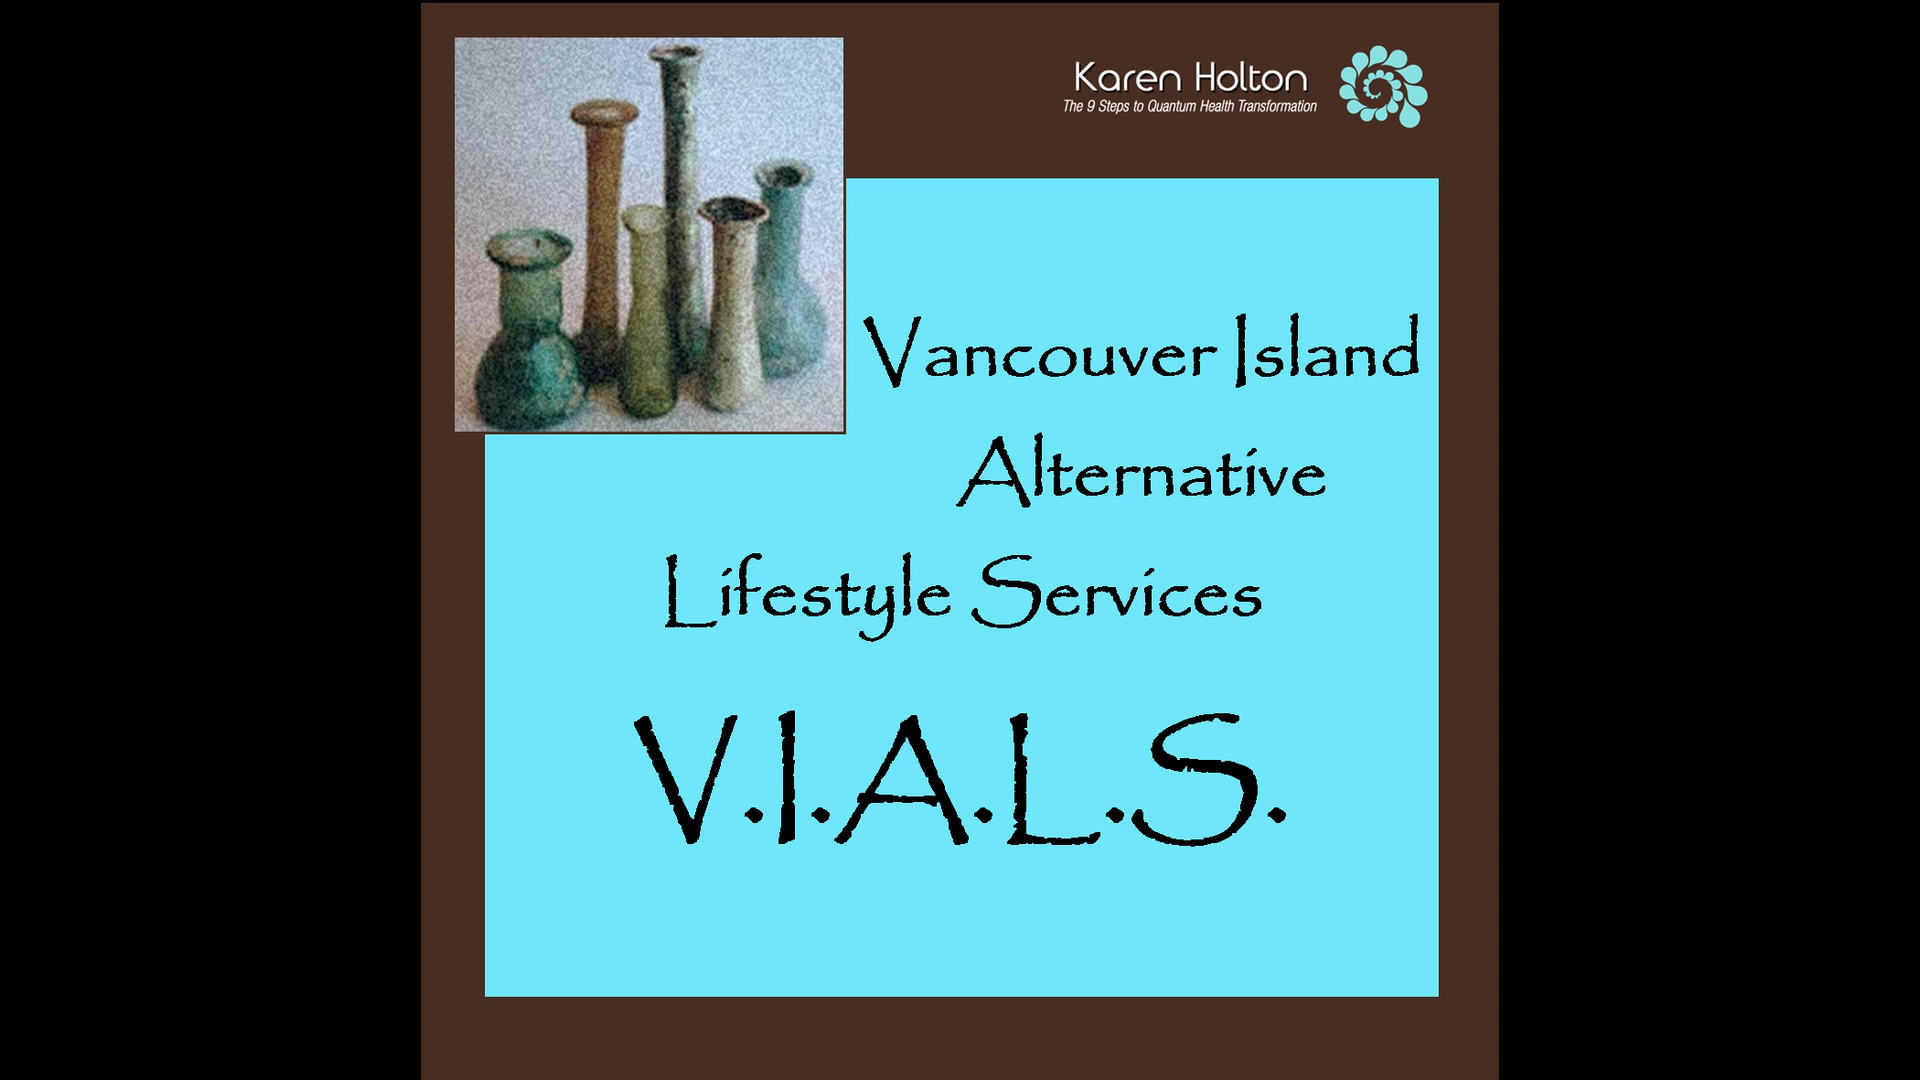 Karen Holton
The 9 Steps to Quantum Health Transformation
Vancouver Island
Alternative
Lifestyle Services
V.I.A.L.S.